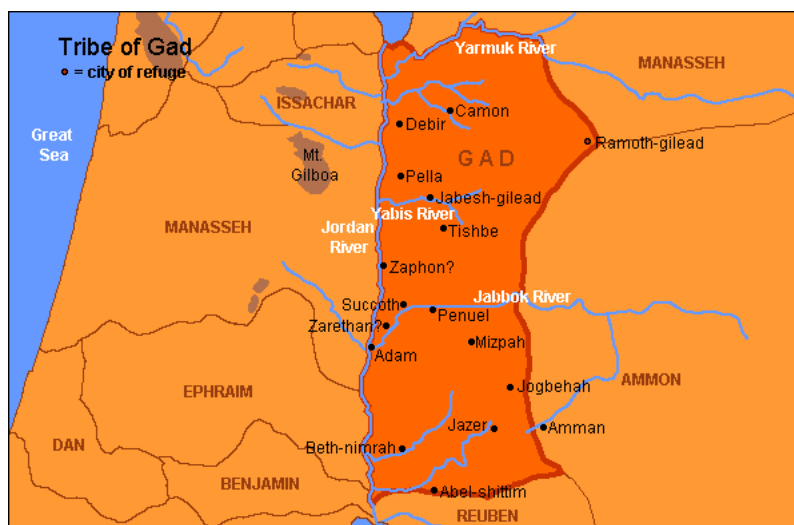 Tribe of Gad
= city of refuge
Yarmuk River
MANASSEH
ISSACHAR
Camon
Debir
Great
Sea
Ramoth-gilead
Mt.
Gilboa
GAD
Pella
Jabesh-gilead
Yabis River
Jordan
River
MANASSEH
Tishbe
Zaphon?
Jabbok River
Succoth
Penuel
Zarethan?
Mizpah
Adam
EPHRAIM
Jogbehah
AMMON
Jazer
Amman
DAN
Beth-nimrah
BENJAMIN
Abel-shittim
REUBEN